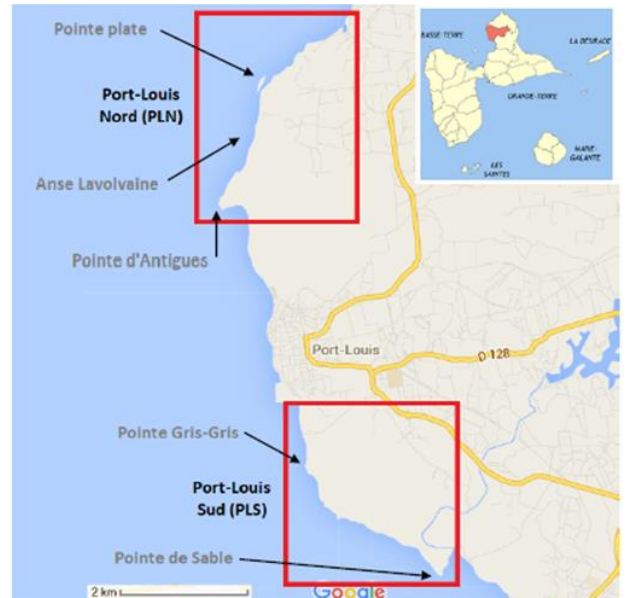 Pointe plate
Port-Louis
Nord (PLN)
Anse Lavolvaine
Pointe d'Antigues
Port-Louis
D 128
Pointe Gris-Gris
Port-Louis
Sud (PLS)
Pointe de Sable
2 km
Google
BASSE-TERRE
LA DÉSIRADE
GRANDE-TERRE
MARIE-
GALANTE
LES
SAINTES